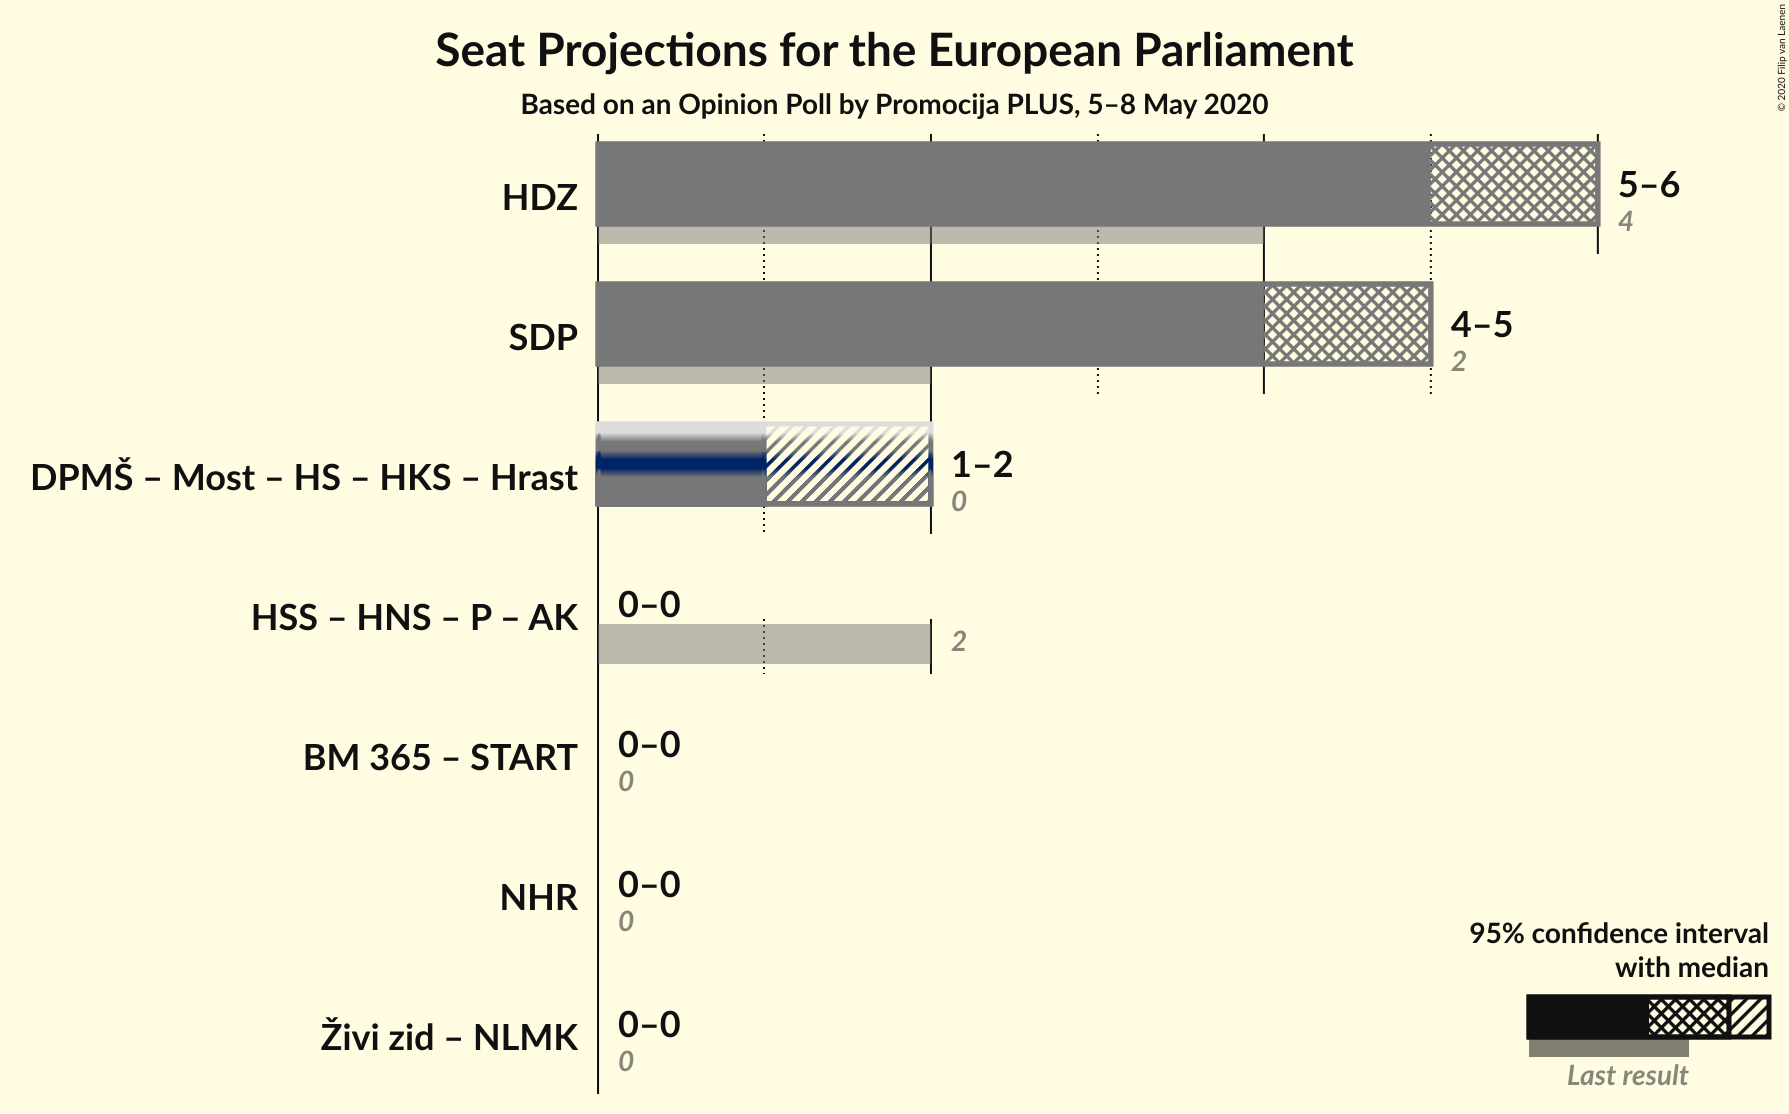 Seat Projections for the European Parliament
Based on an Opinion Poll by Promocija PLUS, 5–8 May 2020
© 2020 Filip van Laenen
HDZ
5–6
4
SDP
4–5
2
DPMŠ – Most – HS – HKS – Hrast
1–2
0
HSS – HNS – P – AK
0–0
2
BM 365 – START
0–0
0
NHR
0–0
0
Živi zid – NLMK
0–0
0
95% confidence interval
with median
Last result